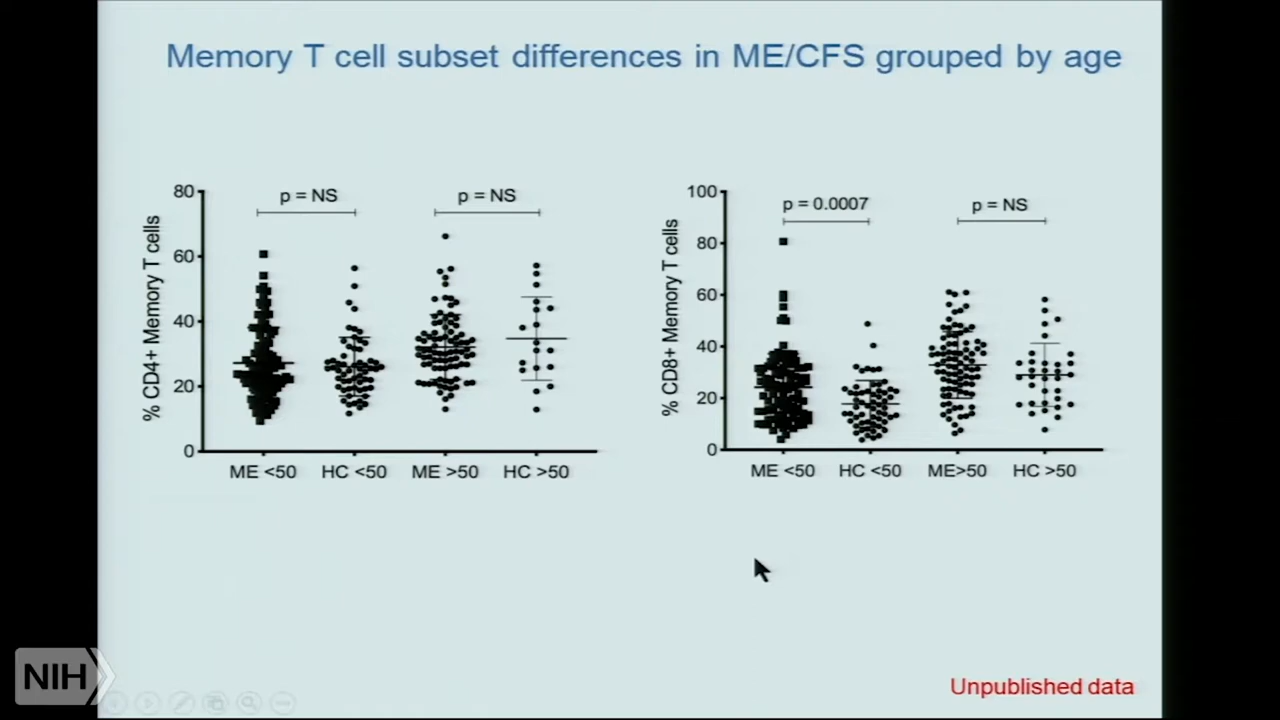 Memory T cell subset differences in ME/CFS grouped by age
% CD4+ Memory T cells
80
60
40
20
0
p = NS
p = NS
ME <50
HC <50
ME >50
HC >50
% CD8+ Memory T cells
100
80
60
40
20
0
p = 0.0007
p = NS
ME <50
HC <50
ME>50
HC >50
NIH
Unpublished data